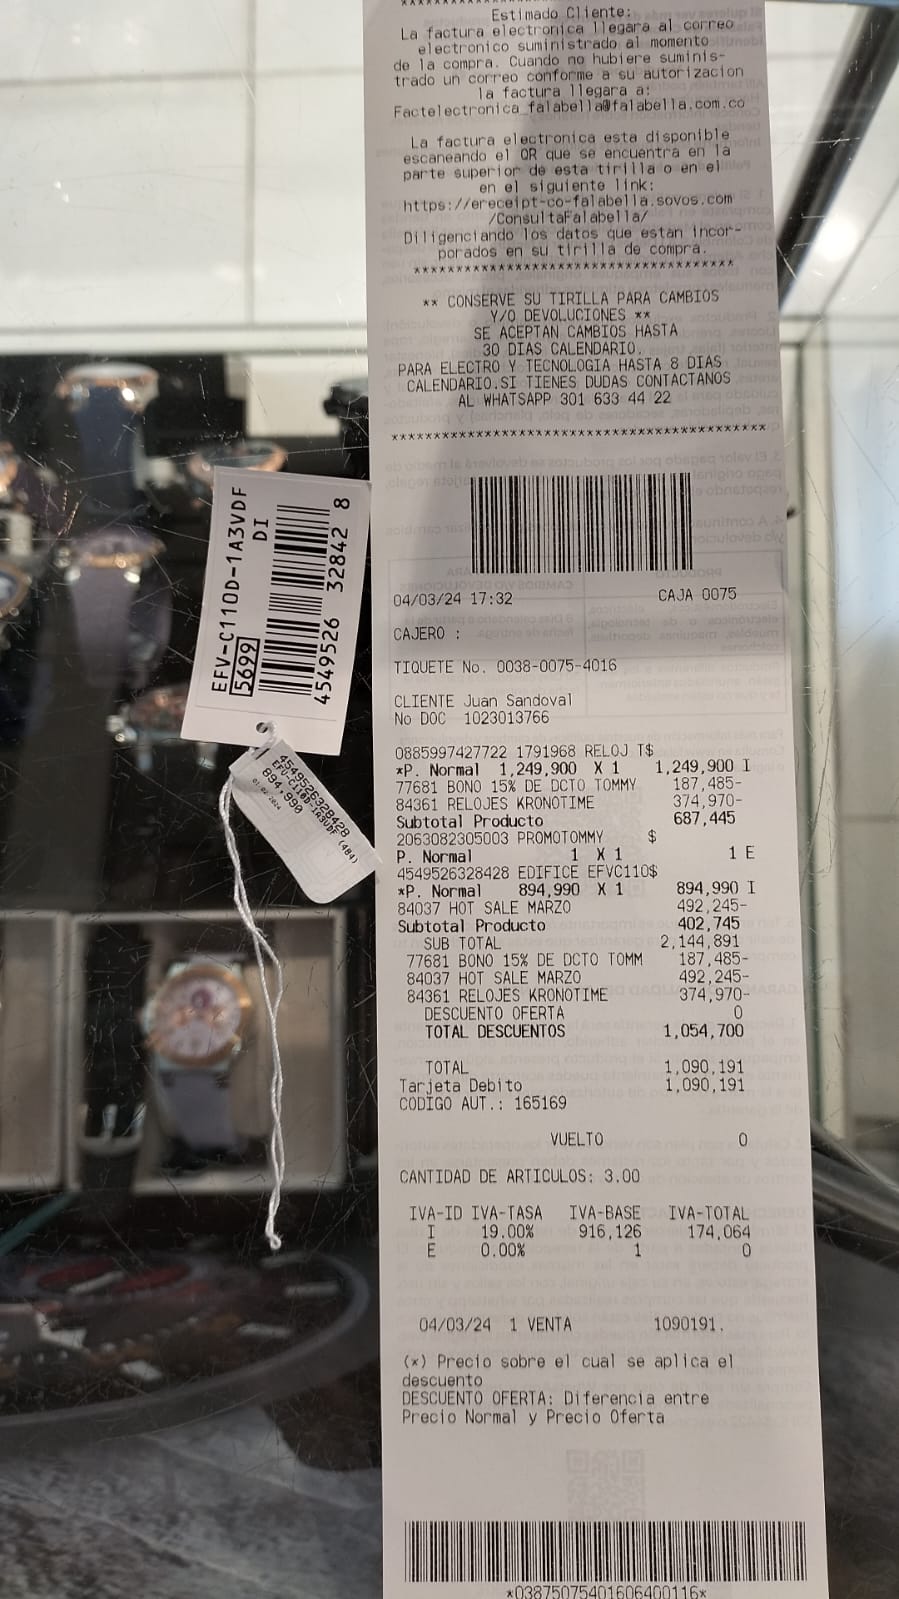 Estimado Cliente:
La factura electronica llegara al correo
electronico suministrado al momento
de la compra. Cuando no hubiere suminis-
trado un correo conforme a su autorizacion
la factura llegara a:
Factelectronica_falabella@falabella.com.co
La factura electronica esta disponible
escaneando el QR que se encuentra en la
parte superior de esta tirilla o en el
en el siguiente link:
https://ereceipt-co-falabella.sovos.com
/ConsultaFalabella/
Diligenciando los datos que estan incor-
porados en su tirilla de compra.
** CONSERVE SU TIRILLA PARA CAMBIOS
Y/O DEVOLUCIONES **
SE ACEPTAN CAMBIOS HASTA
30 DIAS CALENDARIO.
PARA ELECTRO Y TECNOLOGIA HASTA 8 DIAS
CALENDARIO.SI TIENES DUDAS CONTACTANOS
AL WHATSAPP 301 633 44 22
EFV-C110D-1A3VDF
DI
5699
4549526 32842 8
4549526328428
EFV-C110D-1A3VDF (484)
894.990
04/03/24 17:32 CAJA 0075
CAJERO :
TIQUETE No. 0038-0075-4016
CLIENTE Juan Sandoval
No DOC 1023013766
0885997427722 1791968 RELOJ T$
*P. Normal 1,249,900 X 1 1,249,900 I
77681 BONO 15% DE DCTO TOMMY 187,485-
84361 RELOJES KRONOTIME 374,970-
Subtotal Producto 687,445
2063082305003 PROMOTOMMY $
P. Normal 1 X 1 1 E
4549526328428 EDIFICE EFVC110$
*P. Normal 894,990 X 1 894,990 I
84037 HOT SALE MARZO 492,245-
Subtotal Producto 402,745
SUB TOTAL 2,144,891
77681 BONO 15% DE DCTO TOMM 187,485-
84037 HOT SALE MARZO 492,245-
84361 RELOJES KRONOTIME 374,970-
DESCUENTO OFERTA 0
TOTAL DESCUENTOS 1,054,700
TOTAL 1,090,191
Tarjeta Debito 1,090,191
CODIGO AUT.: 165169
VUELTO 0
CANTIDAD DE ARTICULOS: 3.00
IVA-ID IVA-TASA IVA-BASE IVA-TOTAL
I 19.00% 916,126 174,064
E 0.00% 1 0
04/03/24 1 VENTA 1090191.
(*) Precio sobre el cual se aplica el
descuento
DESCUENTO OFERTA: Diferencia entre
Precio Normal y Precio Oferta
*03875075401606400116*